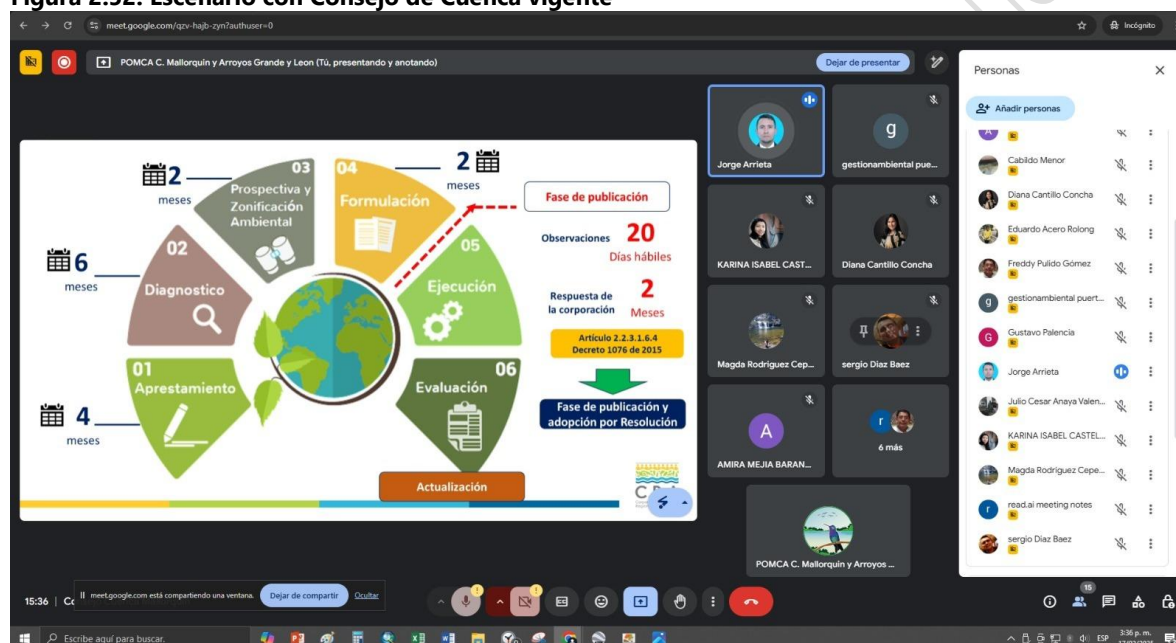 Figura 2.32. Escenario con Consejo de Cuenca vigente
meet.google.com/qzv-hajb-zyn?authuser=0
Incógnito
POMCA C. Mallorquin y Arroyos Grande y Leon (Tú, presentando y anotando)
Dejar de presentar
Personas
Añadir personas
2
meses
03
Prospectiva y
Zonificación
Ambiental
04
Formulación
2
meses
Fase de publicación
Observaciones
20
Días hábiles
Respuesta de
la corporación
2
Meses
Artículo 2.2.3.1.6.4
Decreto 1076 de 2015
Fase de publicación y
adopción por Resolución
02
Diagnostico
6
meses
05
Ejecución
01
Aprestamiento
4
meses
06
Evaluación
Actualización
Jorge Arrieta
g
gestionambiental pue...
KARINA ISABEL CAST...
Diana Cantillo Concha
Magda Rodriguez Cep...
sergio Diaz Baez
A
AMIRA MEJIA BARAN...
r
6 más
POMCA C. Mallorquin y Arroyos ...
Cabildo Menor
Diana Cantillo Concha
Eduardo Acero Rolong
Freddy Pulido Gómez
g
gestionambiental puert...
G
Gustavo Palencia
Jorge Arrieta
Julio Cesar Anaya Valen...
KARINA ISABEL CASTEL...
Magda Rodriguez Cepe...
r
read.ai meeting notes
sergio Diaz Baez
15:36
meet.google.com está compartiendo una ventana.
Dejar de compartir
Ocultar
15
Escribe aquí para buscar.
ESP
3:36 p. m.